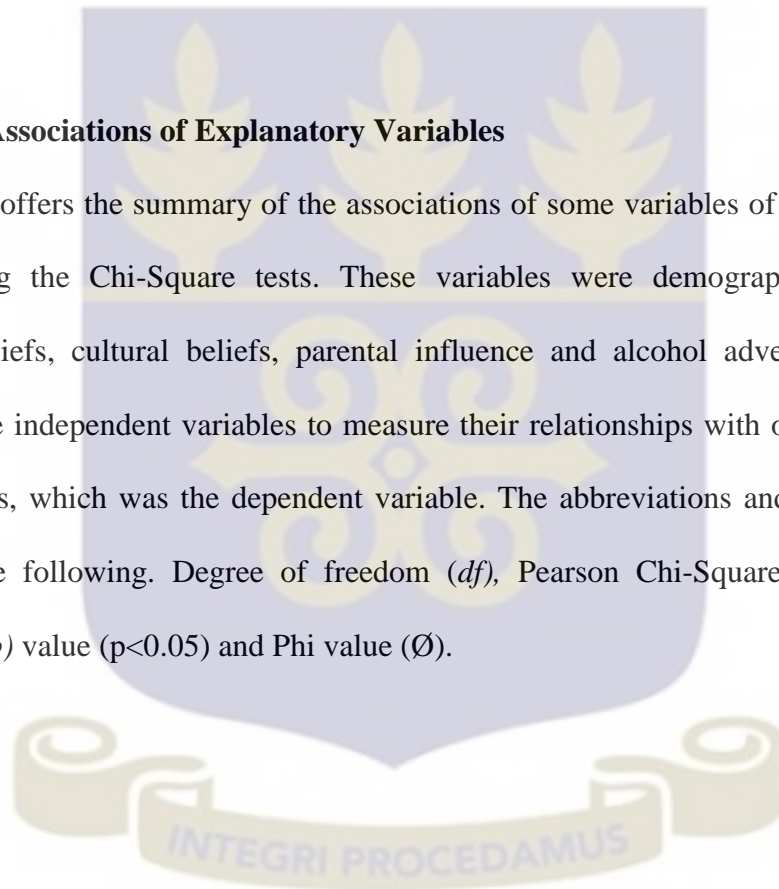 Associations of Explanatory Variables
offers the summary of the associations of some variables of
the Chi-Square tests. These variables were
cultural beliefs, parental influence and alcohol
independent variables to measure their relationships with
which was the dependent variable. The abbreviations and
following. Degree of freedom (df), Pearson Chi-Square
value (p<0.05) and Phi value (Ø).
INTEGRI PROCEDAMUS